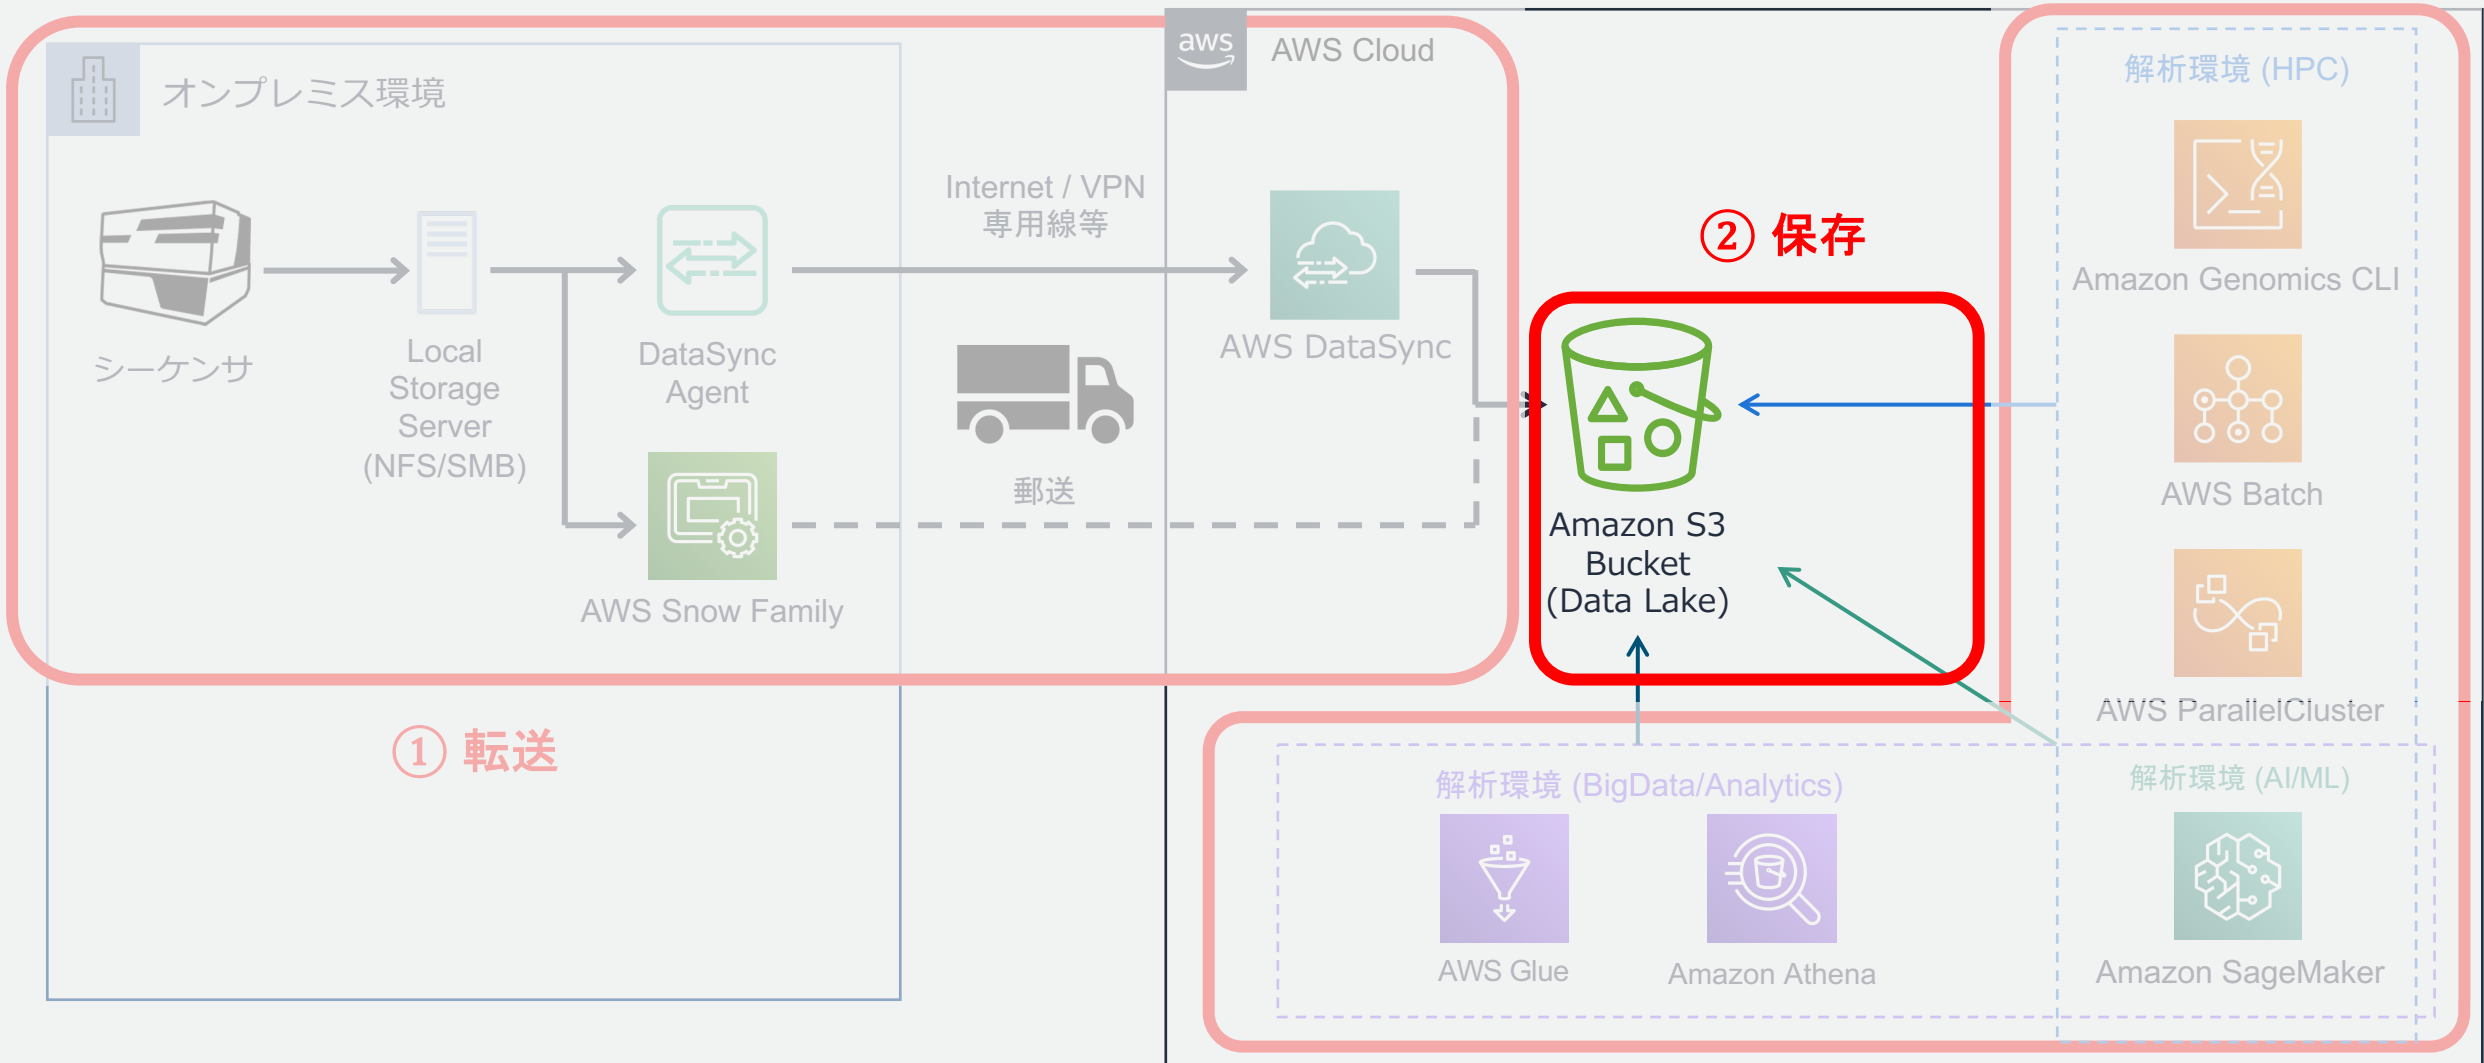 aws
AWS Cloud
オンプレミス環境
シーケンサ
Local
Storage
Server
(NFS/SMB)
DataSync
Agent
AWS Snow Family
Internet / VPN
専用線等
郵送
AWS DataSync
① 転送
② 保存
Amazon S3
Bucket
(Data Lake)
解析環境 (HPC)
Amazon Genomics CLI
AWS Batch
AWS ParallelCluster
解析環境 (BigData/Analytics)
AWS Glue
Amazon Athena
解析環境 (AI/ML)
Amazon SageMaker